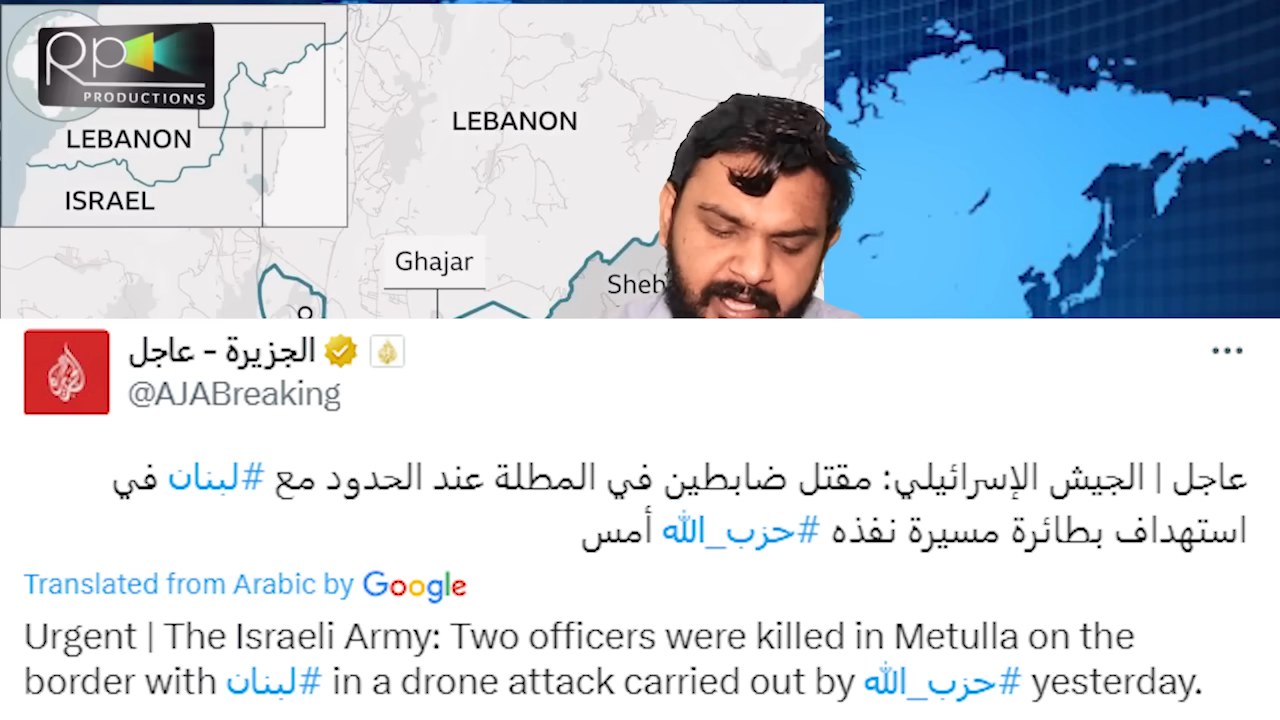 Rp
PRODUCTIONS
LEBANON
ISRAEL
LEBANON
Ghajar
Sheb
الجزيرة - عاجل
@AJABreaking
عاجل | الجيش الإسرائيلي: مقتل ضابطين في المطلة عند الحدود مع #لبنان في
استهداف بطائرة مسيرة نفذه #حزب_الله أمس
Translated from Arabic by Google
Urgent | The Israeli Army: Two officers were killed in Metulla on the
border with #لبنان in a drone attack carried out by #حزب_الله yesterday.